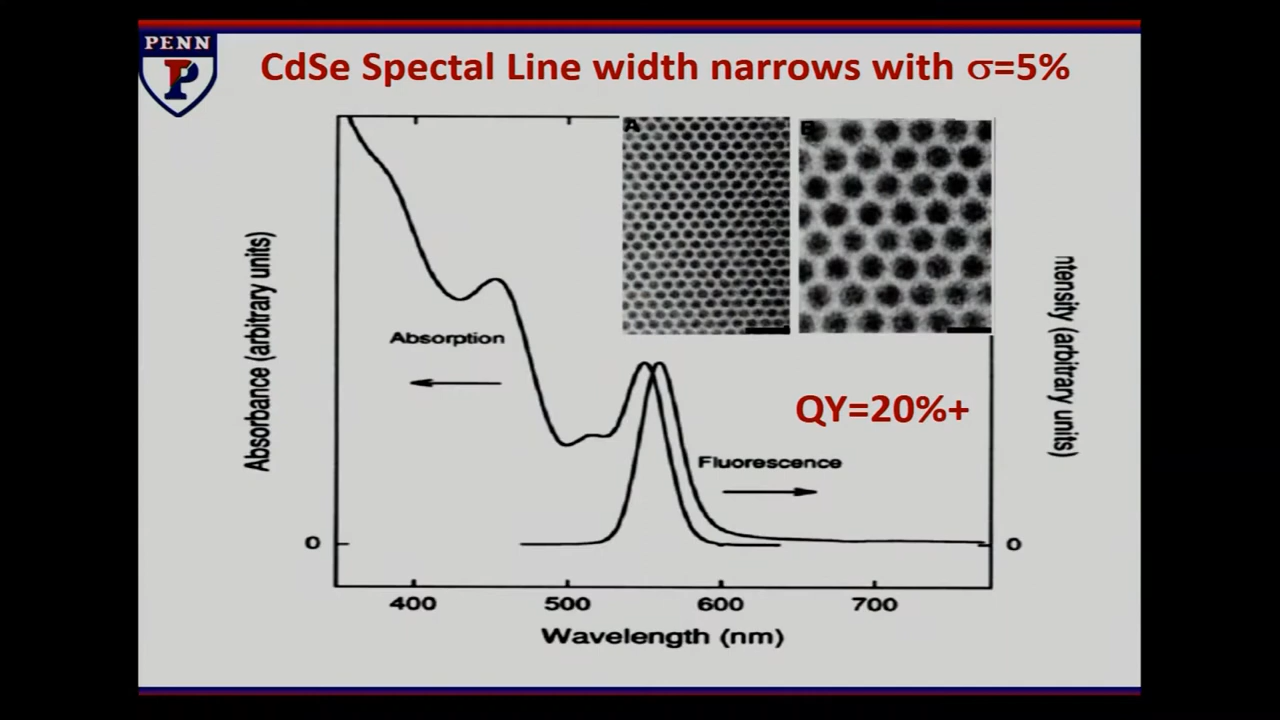 PENN
P
CdSe Spectal Line width narrows with σ=5%
A
B
Absorbance (arbitrary units)
Absorption
QY=20%+
Fluorescence
ntensity (arbitrary units)
0
0
400
500
600
700
Wavelength (nm)